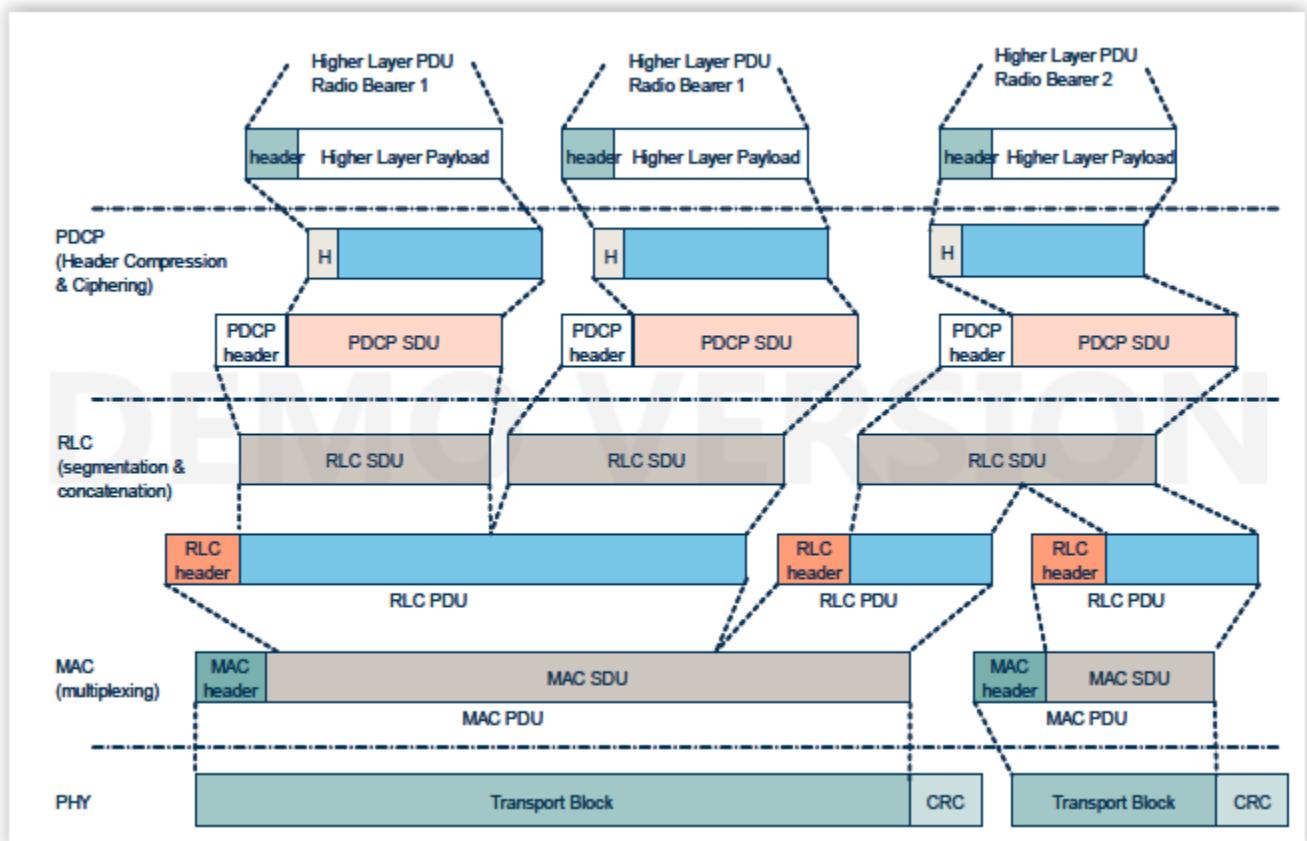 Higher Layer PDU
Radio Bearer 1
Higher Layer PDU
Radio Bearer 1
Higher Layer PDU
Radio Bearer 2
header
Higher Layer Payload
header
Higher Layer Payload
header
Higher Layer Payload
PDCP
(Header Compression
& Ciphering)
H
H
H
PDCP
header
PDCP SDU
PDCP
header
PDCP SDU
PDCP
header
PDCP SDU
DEMO VERSION
RLC
(segmentation &
concatenation)
RLC SDU
RLC SDU
RLC SDU
RLC
header
RLC PDU
RLC
header
RLC PDU
RLC
header
RLC PDU
MAC
(multiplexing)
MAC
header
MAC SDU
MAC PDU
MAC
header
MAC SDU
MAC PDU
PHY
Transport Block
CRC
Transport Block
CRC